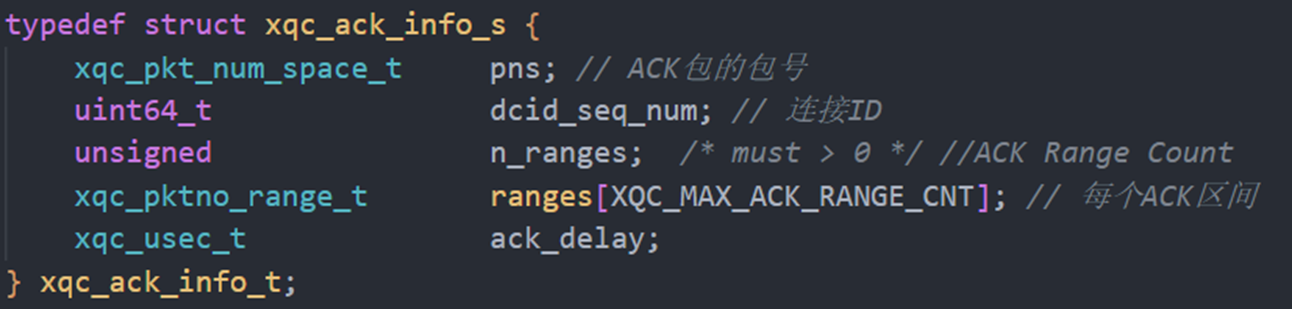 typedef struct xqc_ack_info_s {
    xqc_pkt_num_space_t    pns; // ACK包的包号
    uint64_t               dcid_seq_num; // 连接ID
    unsigned               n_ranges;  /* must > 0 */ //ACK Range Count
    xqc_pktno_range_t      ranges[XQC_MAX_ACK_RANGE_CNT]; // 每个ACK区间
    xqc_usec_t             ack_delay;
} xqc_ack_info_t;